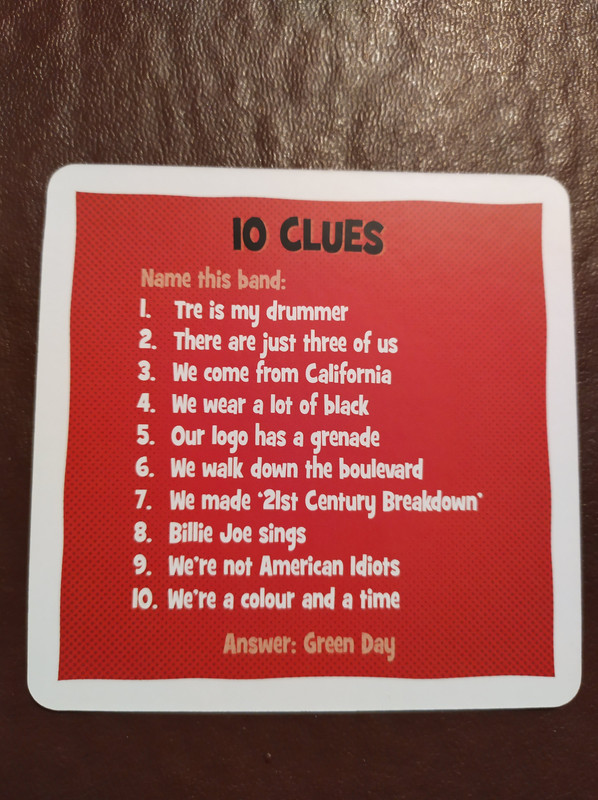 10 CLUES
Name this band:
1. Tre is my drummer
2. There are just three of us
3. We come from California
4. We wear a lot of black
5. Our logo has a grenade
6. We walk down the boulevard
7. We made '21st Century Breakdown'
8. Billie Joe sings
9. We're not American Idiots
10. We're a colour and a time
Answer: Green Day